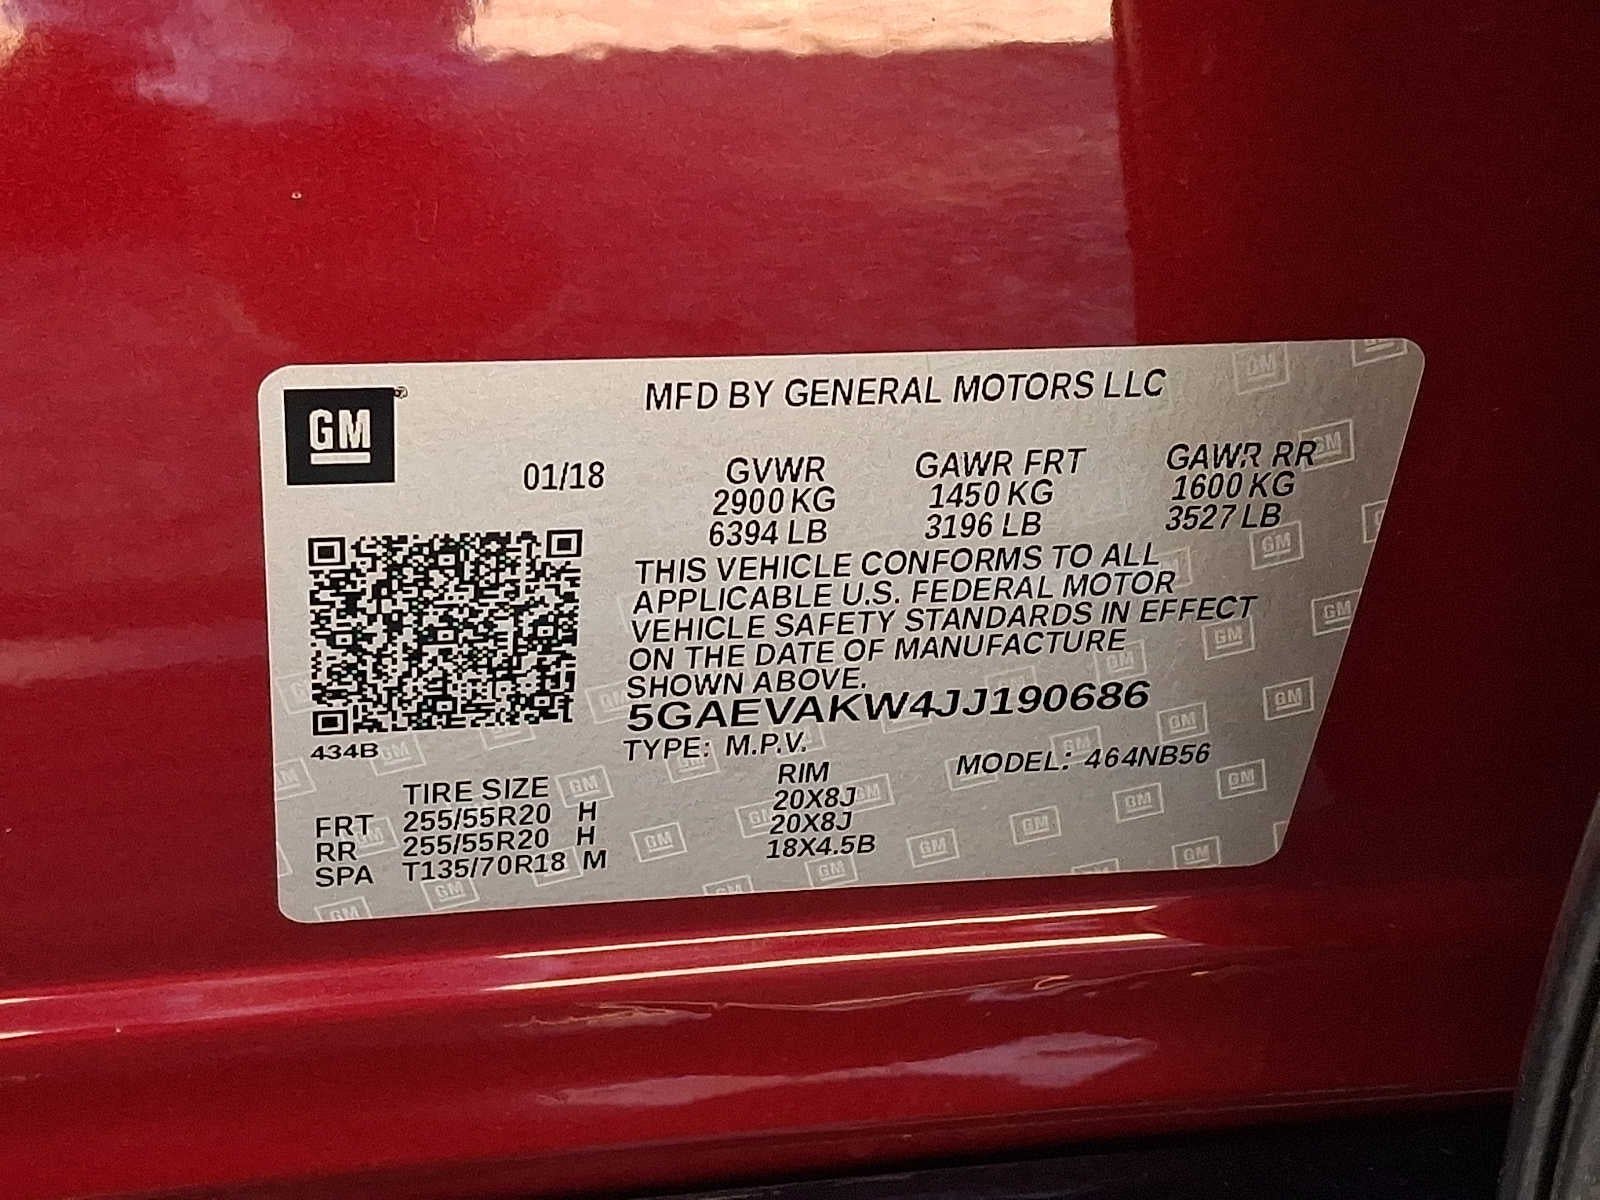 GM
MFD BY GENERAL MOTORS LLC
01/18 GVWR GAWR FRT GAWR RR
2900 KG 1450 KG 1600 KG
6394 LB 3196 LB 3527 LB
THIS VEHICLE CONFORMS TO ALL
APPLICABLE U.S. FEDERAL MOTOR
VEHICLE SAFETY STANDARDS IN EFFECT
ON THE DATE OF MANUFACTURE
SHOWN ABOVE.
5GAEVAKW4JJ190686
434B
TYPE: M.P.V. MODEL: 464NB56
TIRE SIZE RIM
FRT 255/55R20 H 20X8J
RR 255/55R20 H 20X8J
SPA T135/70R18 M 18X4.5B